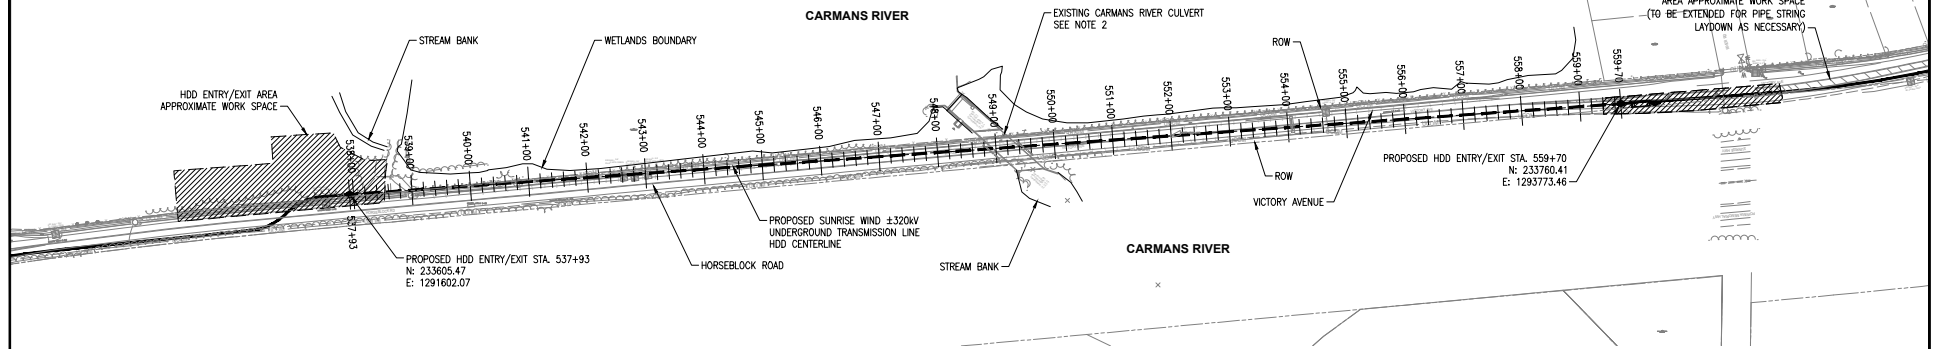 CARMANS RIVER
EXISTING CARMANS RIVER CULVERT
SEE NOTE 2
AREA APPROXIMATE WORK SPACE
(TO BE EXTENDED FOR PIPE STRING
LAYDOWN AS NECESSARY)
STREAM BANK
WETLANDS BOUNDARY
ROW
HDD ENTRY/EXIT AREA
APPROXIMATE WORK SPACE
539+00
540+00
541+00
542+00
543+00
544+00
545+00
546+00
547+00
548+00
549+00
550+00
551+00
552+00
553+00
554+00
555+00
556+00
557+00
558+00
559+00
559+70
537+93
PROPOSED HDD ENTRY/EXIT STA. 559+70
N: 233760.41
E: 1293773.46
ROW
VICTORY AVENUE
PROPOSED SUNRISE WIND ±320kV
UNDERGROUND TRANSMISSION LINE
HDD CENTERLINE
CARMANS RIVER
PROPOSED HDD ENTRY/EXIT STA. 537+93
N: 233605.47
E: 1291602.07
HORSEBLOCK ROAD
STREAM BANK